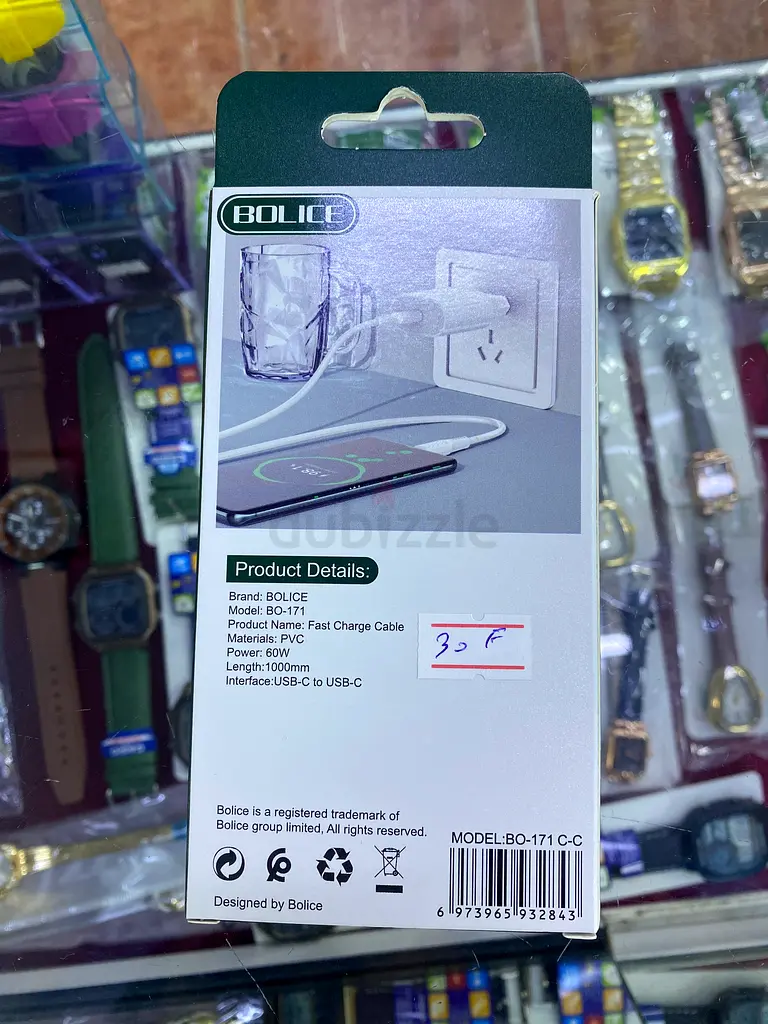 BOLICE
dubizzle
Product Details:
Brand: BOLICE
Model: BO-171
Product Name: Fast Charge Cable
Materials: PVC
Power: 60W
Length:1000mm
Interface:USB-C to USB-C
30 F
Bolice is a registered trademark of
Bolice group limited, All rights reserved.
MODEL:BO-171 C-C
6 973965 932843
Designed by Bolice